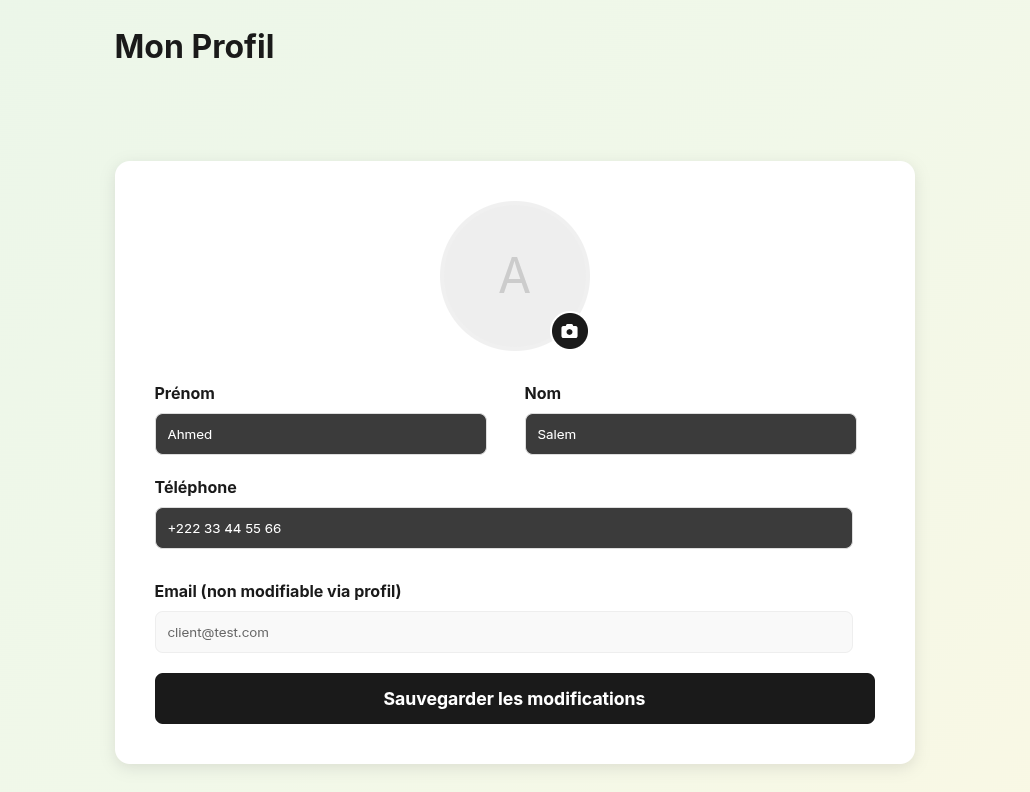 Mon Profil
A
Prénom
Nom
Ahmed
Salem
Téléphone
+222 33 44 55 66
Email (non modifiable via profil)
client@test.com
Sauvegarder les modifications